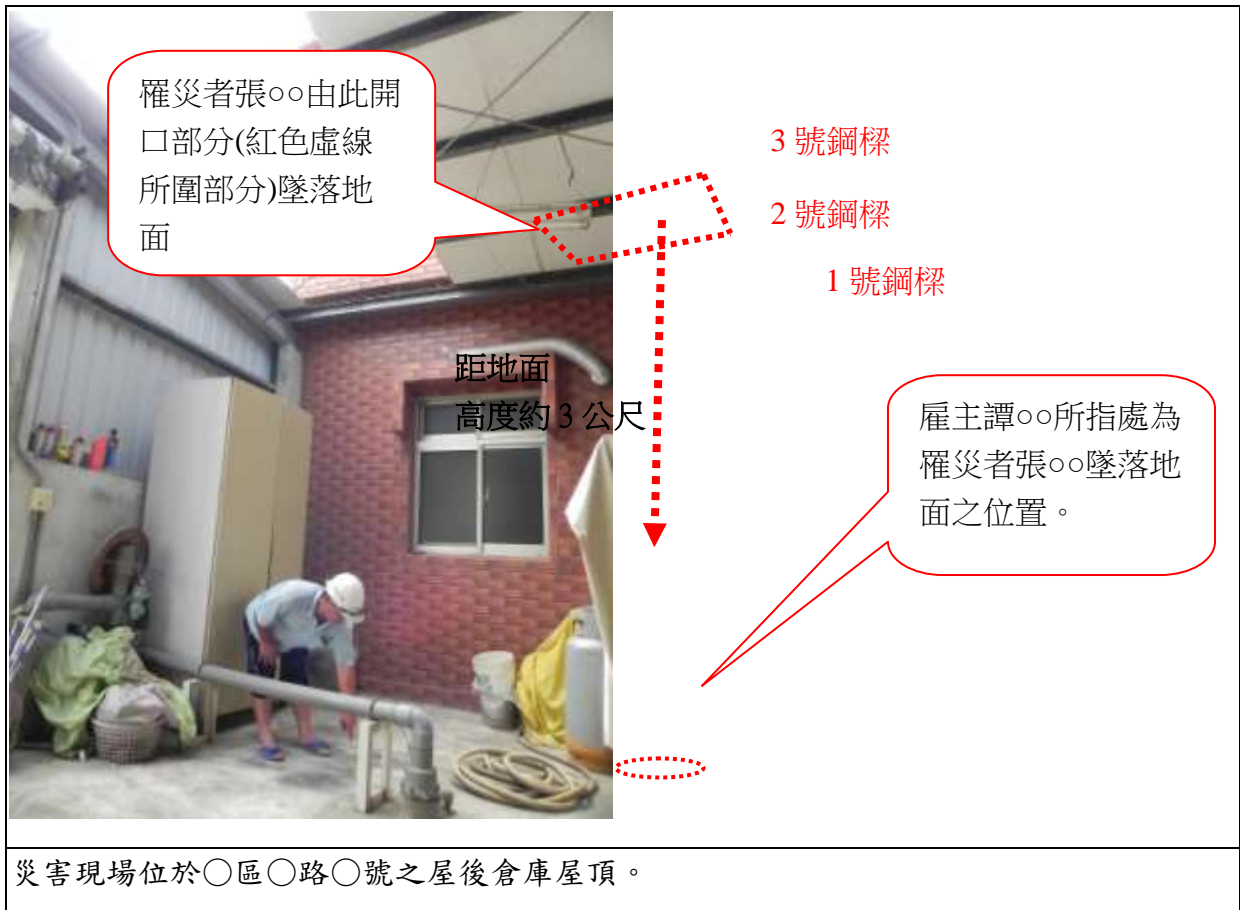 罹災者張○○由此開
口部分(紅色虛線
所圍部分)墜落地
面
3 號鋼樑
2 號鋼樑
1 號鋼樑
距地面
高度約 3 公尺
雇主譚○○所指處為
罹災者張○○墜落地
面之位置。
災害現場位於○區○路○號之屋後倉庫屋頂。